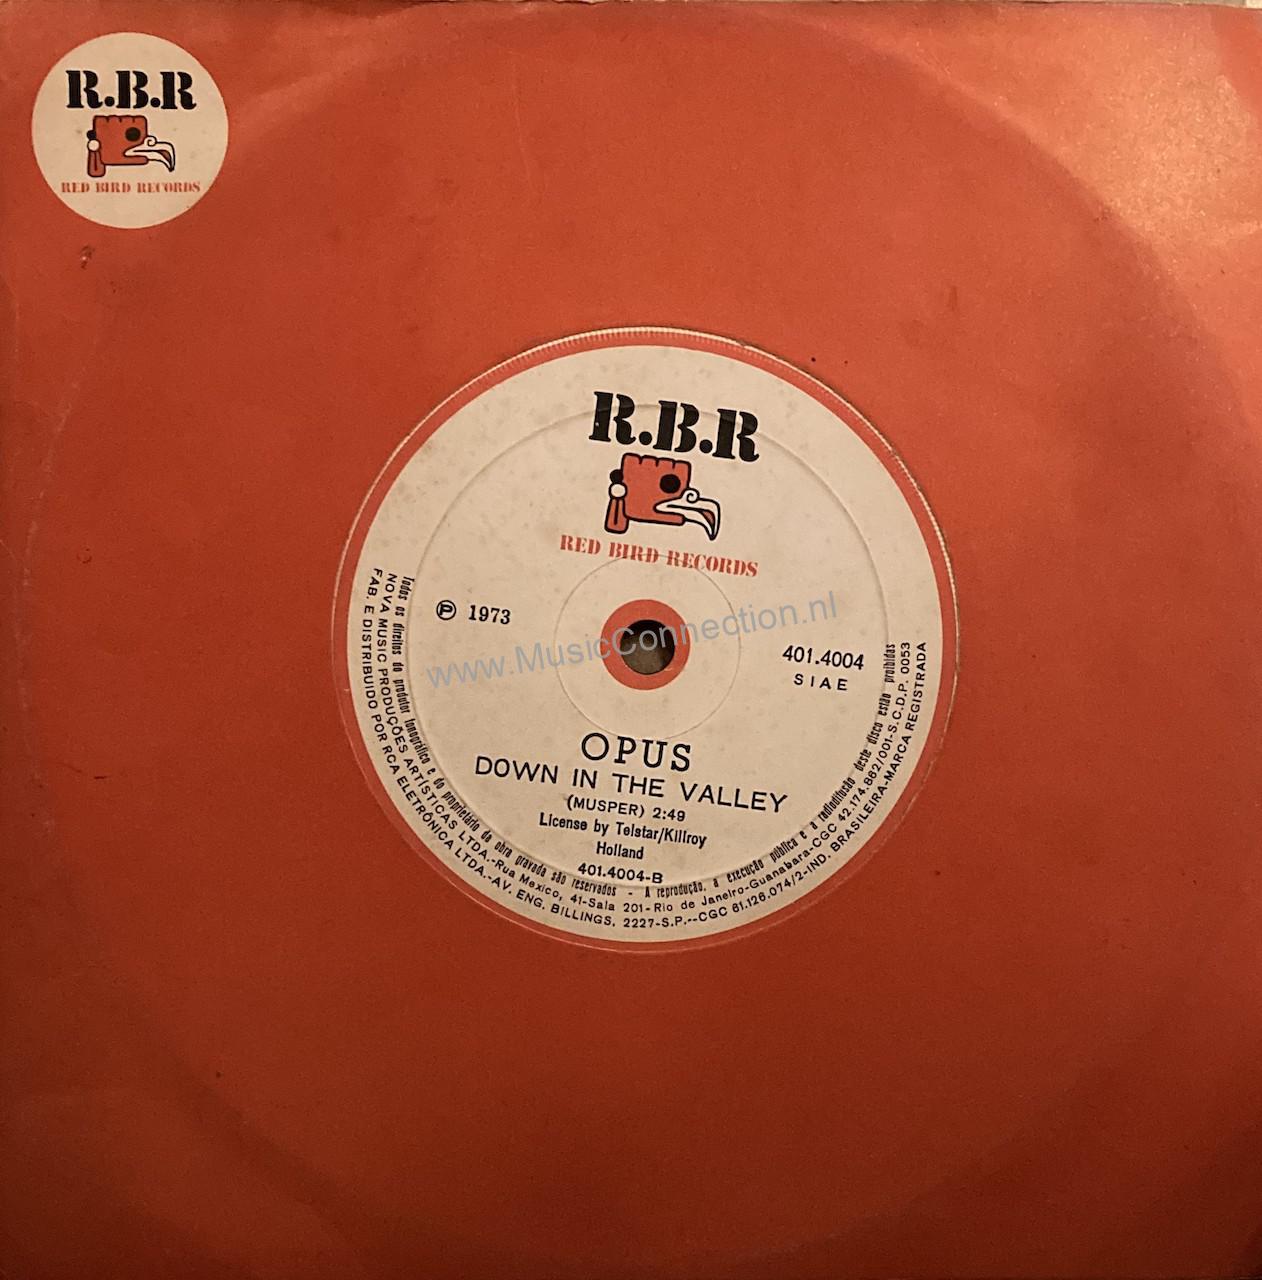 R.B.R
RED BIRD RECORDS
R.B.R
RED BIRD RECORDS
℗ 1973
www.MusicConnection.nl
401.4004
SIAE
OPUS
DOWN IN THE VALLEY
(MUSPER) 2:49
License by Telstar/Killroy
Holland
401.4004-B
Todos os direitos do produtor fonográfico e do proprietário da obra gravada são reservados - A reprodução, a execução pública e a radiodifusão deste disco estão proibidas
NOVA MUSIC PRODUÇÕES ARTÍSTICAS LTDA.-Rua Mexico, 41-Sala 201-Rio de Janeiro-Guanabara-CGC 42.174.862/001-S.C.D.P. 0053
FAB. E DISTRIBUIDO POR RCA ELETRÔNICA LTDA.-AV. ENG. BILLINGS, 2227-S.P.--CGC 61.126.074/2-IND. BRASILEIRA-MARCA REGISTRADA